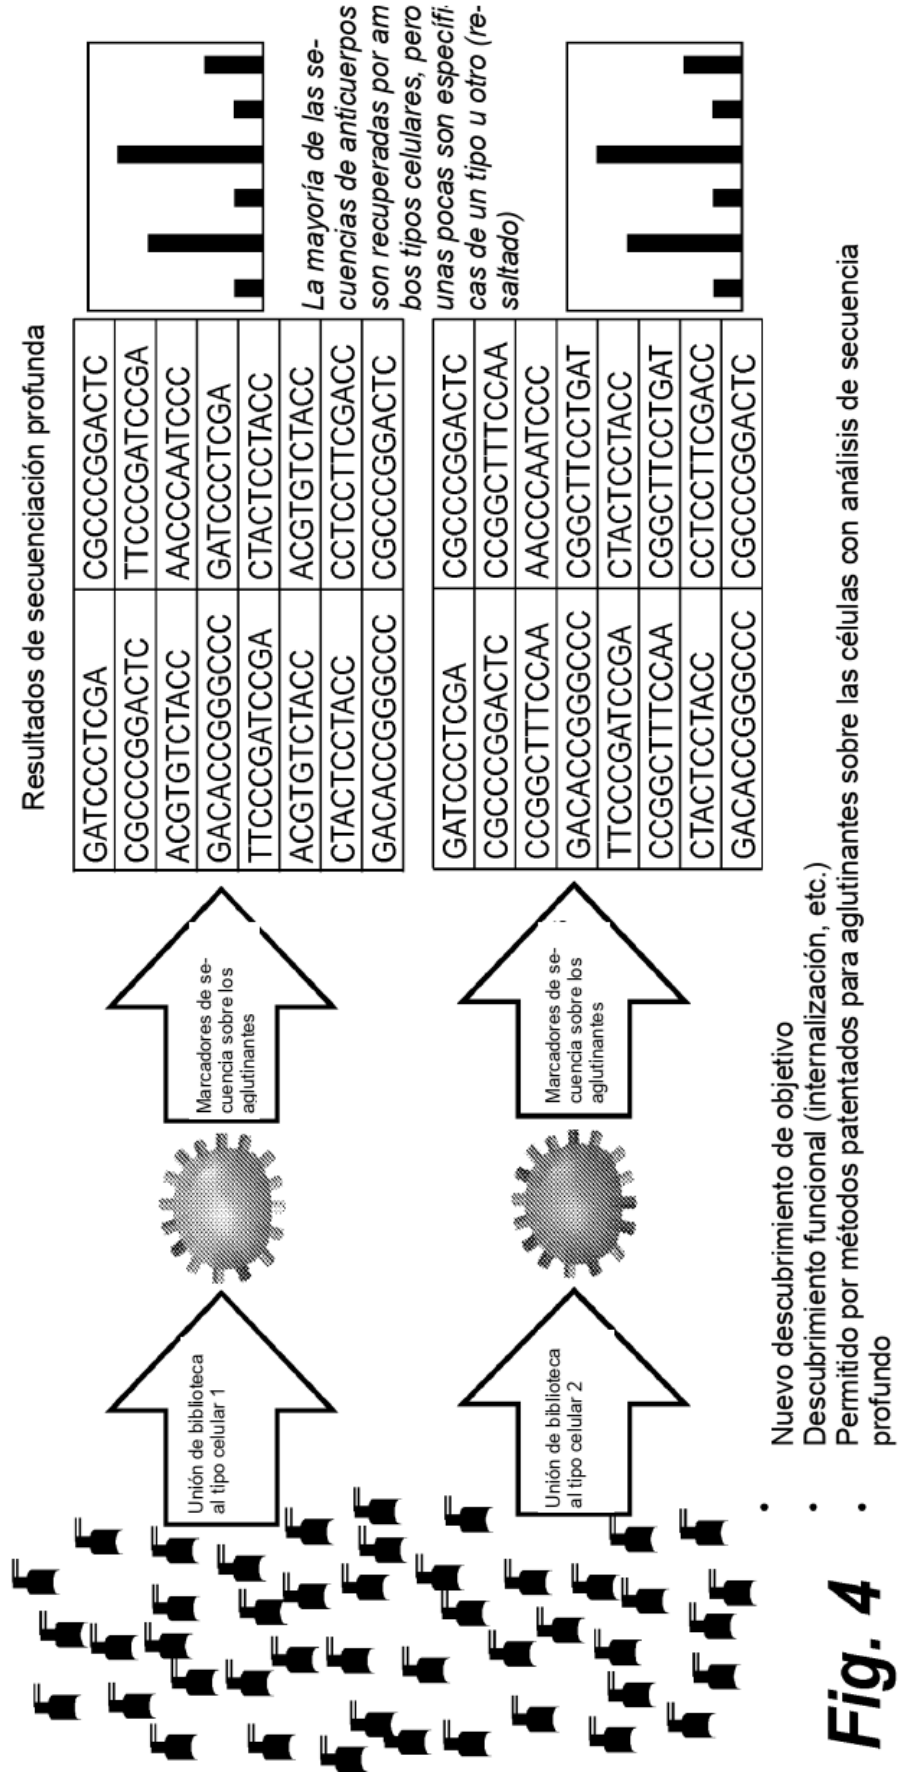 Resultados de secuenciación profunda
Unión de biblioteca
al tipo celular 1
Marcadores de se-
cuencia sobre los
aglutinantes
GATCCCTCGA CGCCCGGACTC
CGCCCGGACTC TTCCCGATCCGA
ACGTGTCTACC AACCCAATCCC
GACACCGGGCCC GATCCCTCGA
TTCCCGATCCGA CTACTCCTACC
ACGTGTCTACC ACGTGTCTACC
CTACTCCTACC CCTCCTTCGACC
GACACCGGGCCC CGCCCGGACTC
La mayoría de las se-
cuencias de anticuerpos
son recuperadas por am
bos tipos celulares, pero
unas pocas son específi
cas de un tipo u otro (re-
saltado)
Unión de biblioteca
al tipo celular 2
Marcadores de se-
cuencia sobre los
aglutinantes
GATCCCTCGA CGCCCGGACTC
CGCCCGGACTC CCGGCTTTCCAA
CCGGCTTTCCAA AACCCAATCCC
GACACCGGGCCC CGGCTTCCTGAT
TTCCCGATCCGA CTACTCCTACC
CCGGCTTTCCAA CGGCTTCCTGAT
CTACTCCTACC CCTCCTTCGACC
GACACCGGGCCC CGCCCGGACTC
• Nuevo descubrimiento de objetivo
• Descubrimiento funcional (internalización, etc.)
• Permitido por métodos patentados para aglutinantes sobre las células con análisis de secuencia
profundo
Fig. 4